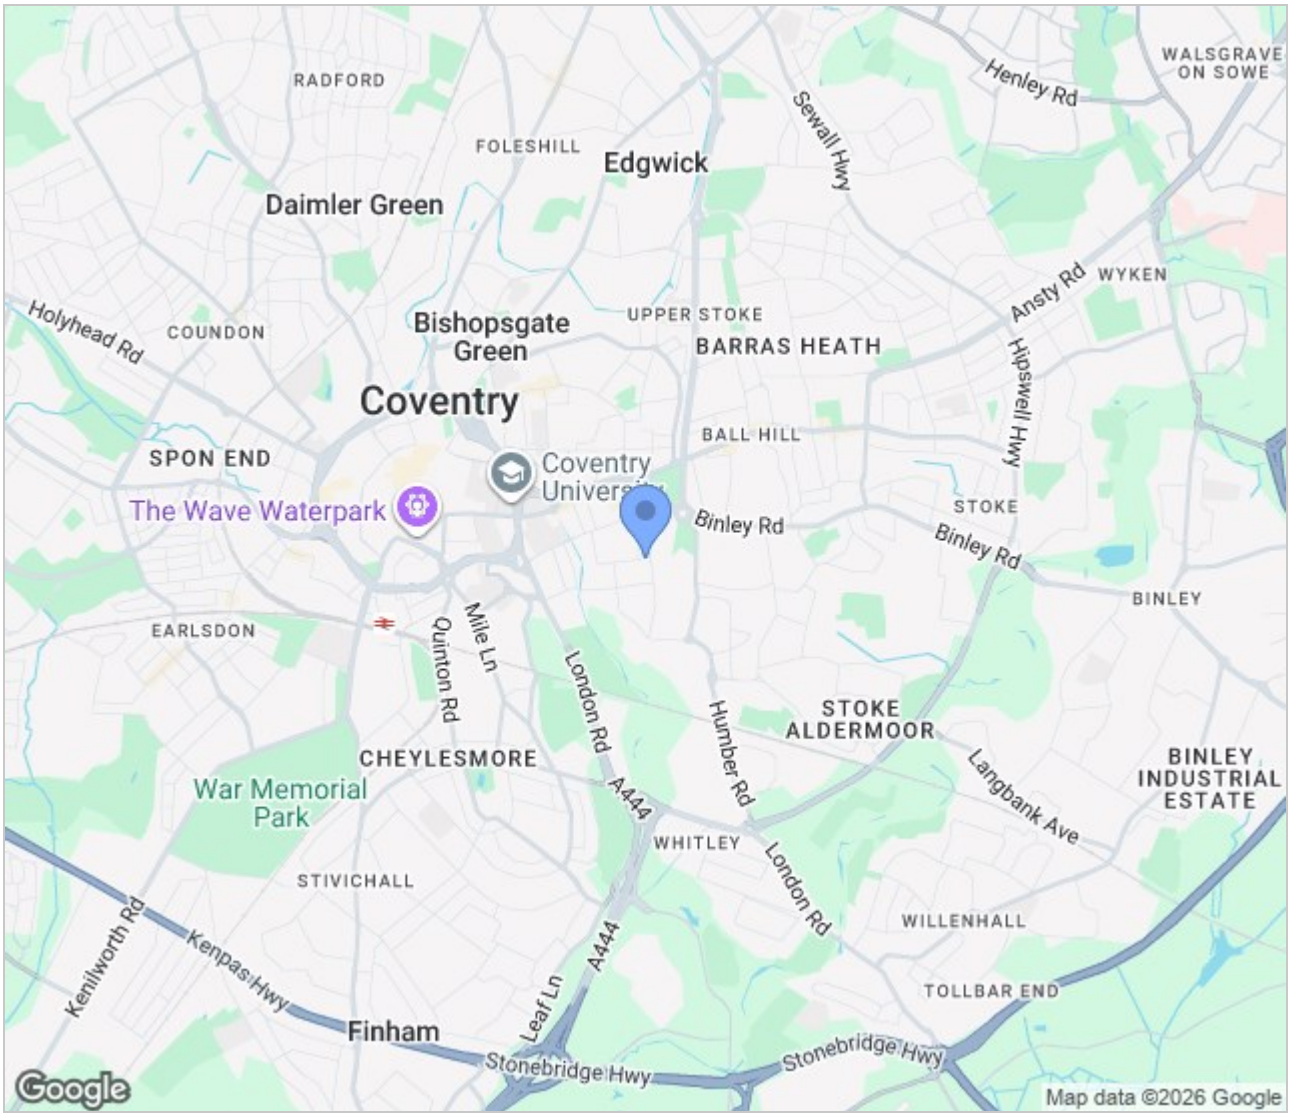 WALSGRAVE
ON SOWE
Henley Rd
RADFORD
Sewall Hwy
FOLESHILL
Edgwick
Daimler Green
Ansty Rd
WYKEN
Holyhead Rd
COUNDON
Bishopsgate
Green
UPPER STOKE
BARRAS HEATH
Hipswell Hwy
Coventry
BALL HILL
SPON END
Coventry
University
The Wave Waterpark
Binley Rd
STOKE
Binley Rd
BINLEY
EARLSDON
Mile Ln
Quinton Rd
London Rd
Humber Rd
STOKE
ALDERMOOR
CHEYLESMORE
Langbank Ave
BINLEY
INDUSTRIAL
ESTATE
War Memorial
Park
A444
WHITLEY
London Rd
STIVICHALL
Kenilworth Rd
WILLENHALL
Kenpas Hwy
A444
TOLLBAR END
Leaf Ln
Finham
Stonebridge Hwy
Stonebridge Hwy
Google
Map data ©2026 Google